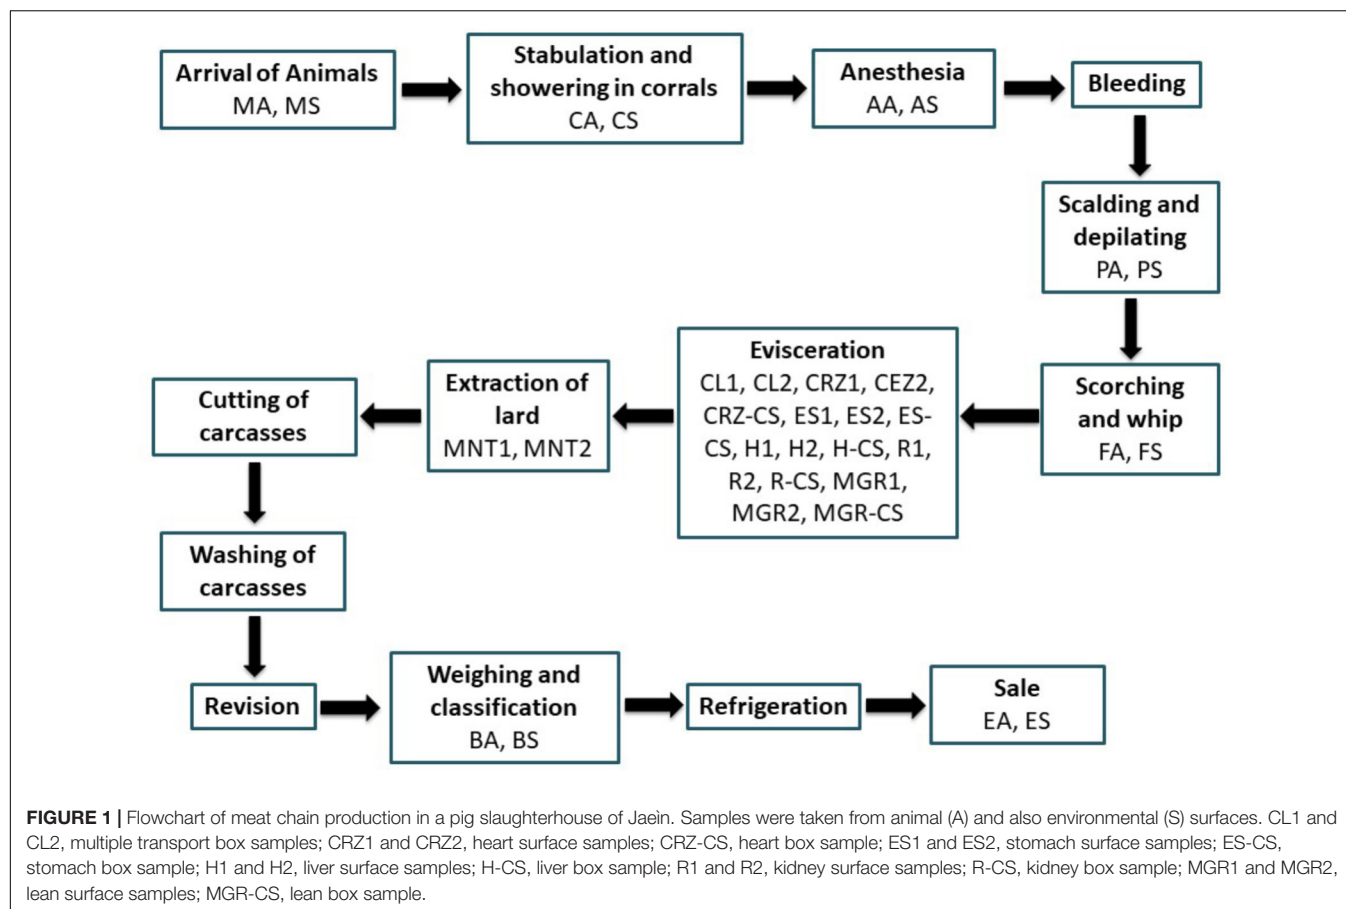 Arrival of Animals
MA, MS
Stabulation and
showering in corrals
CA, CS
Anesthesia
AA, AS
Bleeding
Scalding and
depilating
PA, PS
Scorching
and whip
FA, FS
Evisceration
CL1, CL2, CRZ1, CEZ2,
CRZ-CS, ES1, ES2, ES-
CS, H1, H2, H-CS, R1,
R2, R-CS, MGR1,
MGR2, MGR-CS
Extraction of
lard
MNT1, MNT2
Cutting of
carcasses
Washing of
carcasses
Revision
Weighing and
classification
BA, BS
Refrigeration
Sale
EA, ES
FIGURE 1 | Flowchart of meat chain production in a pig slaughterhouse of Jaeìn. Samples were taken from animal (A) and also environmental (S) surfaces. CL1 and
CL2, multiple transport box samples; CRZ1 and CRZ2, heart surface samples; CRZ-CS, heart box sample; ES1 and ES2, stomach surface samples; ES-CS,
stomach box sample; H1 and H2, liver surface samples; H-CS, liver box sample; R1 and R2, kidney surface samples; R-CS, kidney box sample; MGR1 and MGR2,
lean surface samples; MGR-CS, lean box sample.